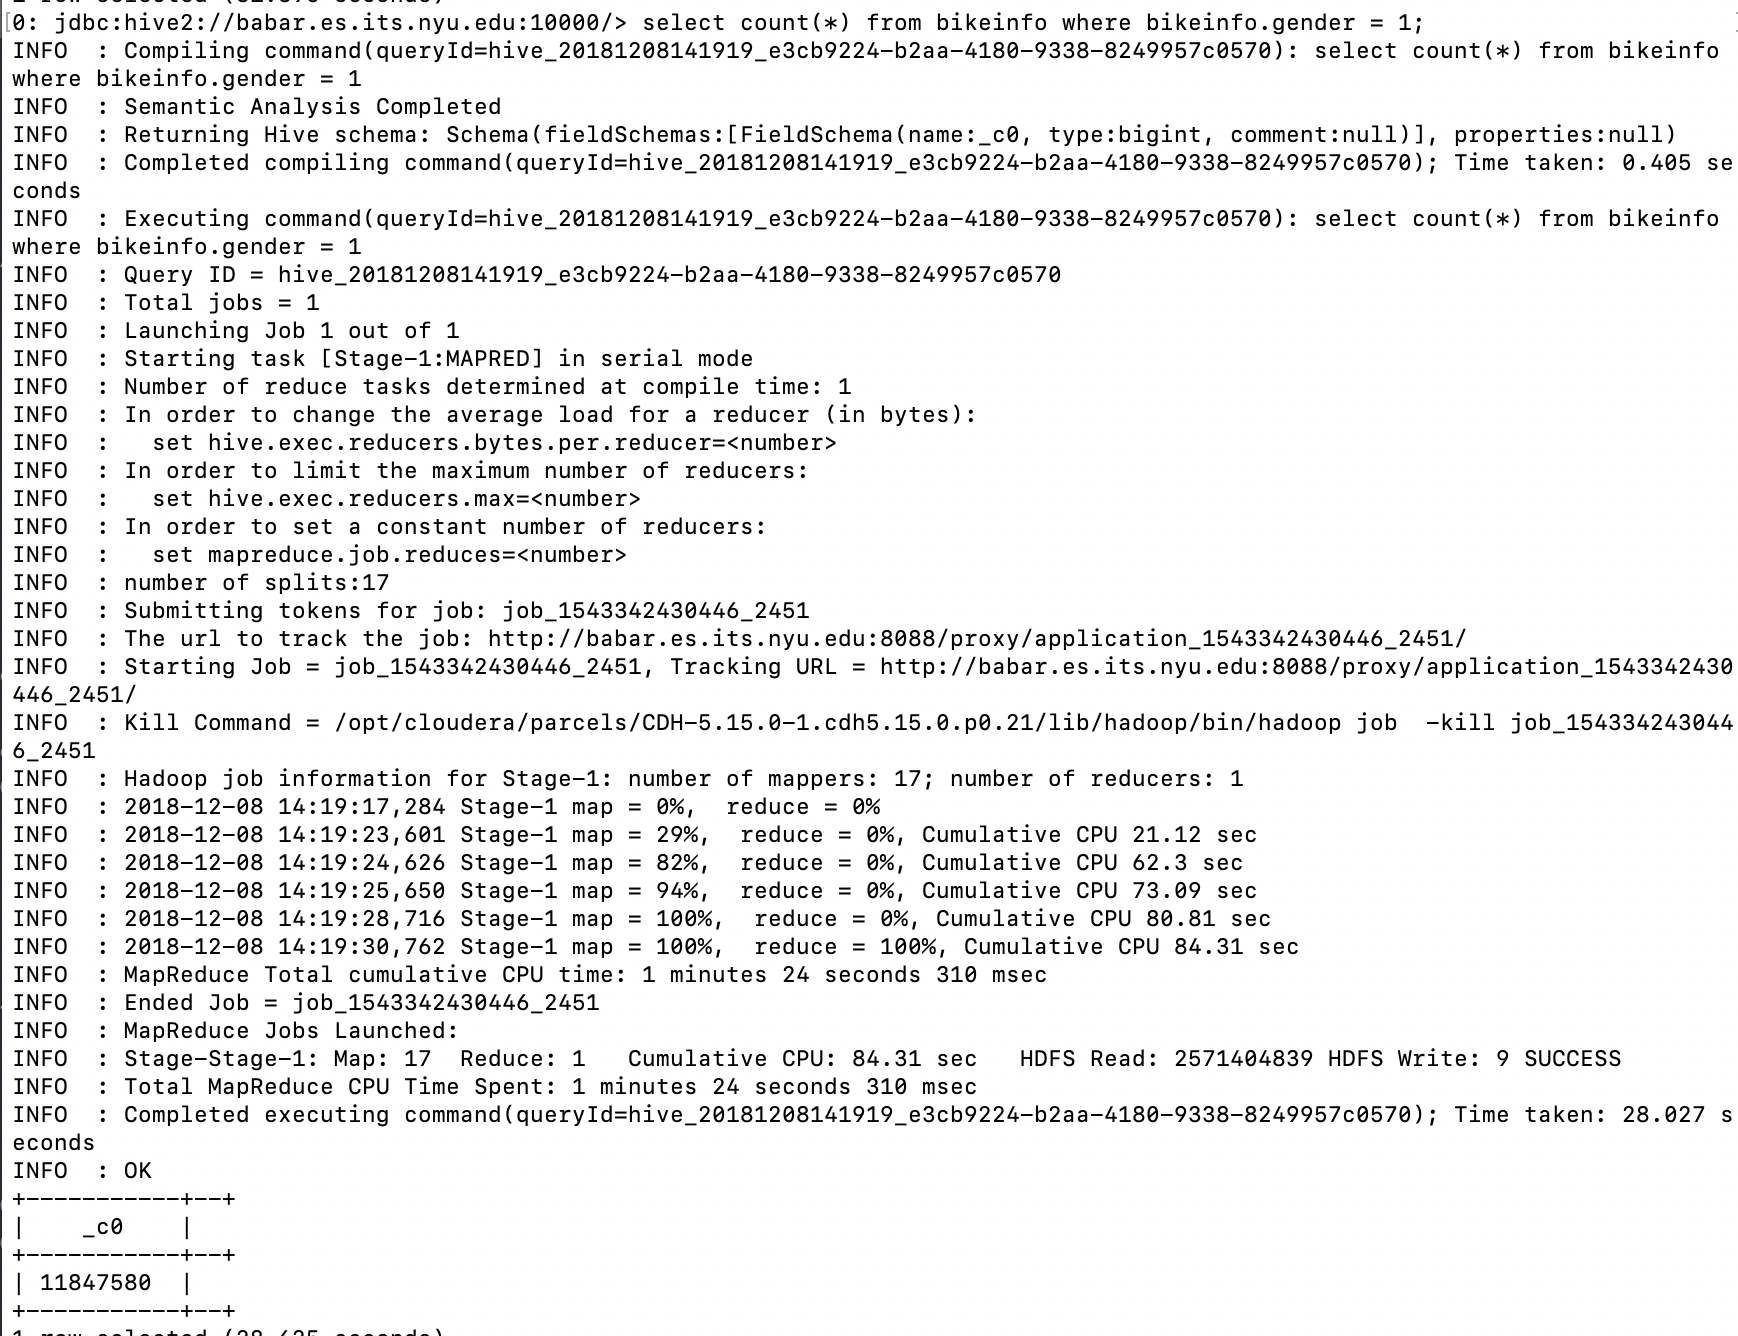 [0: jdbc:hive2://babar.es.its.nyu.edu:10000/> select count(*) from bikeinfo where bikeinfo.gender = 1;
INFO  : Compiling command(queryId=hive_20181208141919_e3cb9224-b2aa-4180-9338-8249957c0570): select count(*) from bikeinfo
where bikeinfo.gender = 1
INFO  : Semantic Analysis Completed
INFO  : Returning Hive schema: Schema(fieldSchemas:[FieldSchema(name:_c0, type:bigint, comment:null)], properties:null)
INFO  : Completed compiling command(queryId=hive_20181208141919_e3cb9224-b2aa-4180-9338-8249957c0570); Time taken: 0.405 se
conds
INFO  : Executing command(queryId=hive_20181208141919_e3cb9224-b2aa-4180-9338-8249957c0570): select count(*) from bikeinfo
where bikeinfo.gender = 1
INFO  : Query ID = hive_20181208141919_e3cb9224-b2aa-4180-9338-8249957c0570
INFO  : Total jobs = 1
INFO  : Launching Job 1 out of 1
INFO  : Starting task [Stage-1:MAPRED] in serial mode
INFO  : Number of reduce tasks determined at compile time: 1
INFO  : In order to change the average load for a reducer (in bytes):
INFO  :   set hive.exec.reducers.bytes.per.reducer=<number>
INFO  : In order to limit the maximum number of reducers:
INFO  :   set hive.exec.reducers.max=<number>
INFO  : In order to set a constant number of reducers:
INFO  :   set mapreduce.job.reduces=<number>
INFO  : number of splits:17
INFO  : Submitting tokens for job: job_1543342430446_2451
INFO  : The url to track the job: http://babar.es.its.nyu.edu:8088/proxy/application_1543342430446_2451/
INFO  : Starting Job = job_1543342430446_2451, Tracking URL = http://babar.es.its.nyu.edu:8088/proxy/application_1543342430
446_2451/
INFO  : Kill Command = /opt/cloudera/parcels/CDH-5.15.0-1.cdh5.15.0.p0.21/lib/hadoop/bin/hadoop job  -kill job_154334243044
6_2451
INFO  : Hadoop job information for Stage-1: number of mappers: 17; number of reducers: 1
INFO  : 2018-12-08 14:19:17,284 Stage-1 map = 0%,  reduce = 0%
INFO  : 2018-12-08 14:19:23,601 Stage-1 map = 29%,  reduce = 0%, Cumulative CPU 21.12 sec
INFO  : 2018-12-08 14:19:24,626 Stage-1 map = 82%,  reduce = 0%, Cumulative CPU 62.3 sec
INFO  : 2018-12-08 14:19:25,650 Stage-1 map = 94%,  reduce = 0%, Cumulative CPU 73.09 sec
INFO  : 2018-12-08 14:19:28,716 Stage-1 map = 100%,  reduce = 0%, Cumulative CPU 80.81 sec
INFO  : 2018-12-08 14:19:30,762 Stage-1 map = 100%,  reduce = 100%, Cumulative CPU 84.31 sec
INFO  : MapReduce Total cumulative CPU time: 1 minutes 24 seconds 310 msec
INFO  : Ended Job = job_1543342430446_2451
INFO  : MapReduce Jobs Launched:
INFO  : Stage-Stage-1: Map: 17  Reduce: 1   Cumulative CPU: 84.31 sec   HDFS Read: 2571404839 HDFS Write: 9 SUCCESS
INFO  : Total MapReduce CPU Time Spent: 1 minutes 24 seconds 310 msec
INFO  : Completed executing command(queryId=hive_20181208141919_e3cb9224-b2aa-4180-9338-8249957c0570); Time taken: 28.027 s
econds
INFO  : OK
+-----------+--+
|    _c0    |
+-----------+--+
| 11847580  |
+-----------+--+
1 row selected